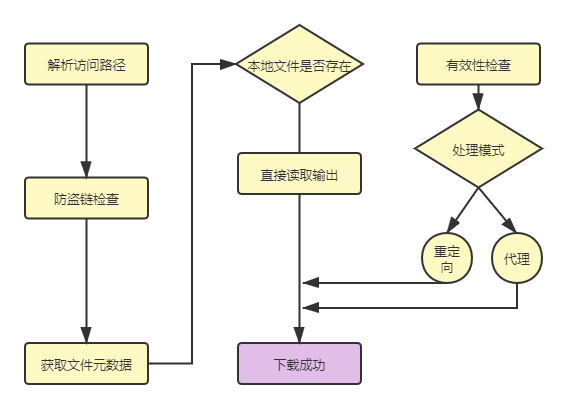 解析访问路径
防盗链检查
获取文件元数据
本地文件是否存在
直接读取输出
下载成功
有效性检查
处理模式
重定
向
代理